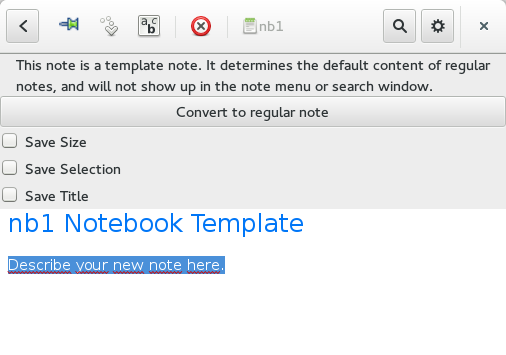 nb1
This note is a template note. It determines the default content of regular
notes, and will not show up in the note menu or search window.
Convert to regular note
Save Size
Save Selection
Save Title
nb1 Notebook Template
Describe your new note here.